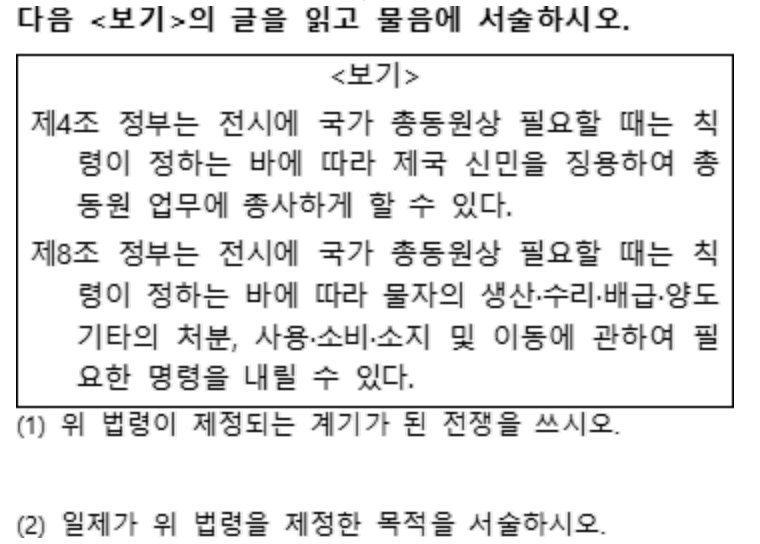 다음 <보기>의 글을 읽고 물음에 서술하시오.
<보기>
제4조 정부는 전시에 국가 총동원상 필요할 때는 칙
령이 정하는 바에 따라 제국 신민을 징용하여 총
동원 업무에 종사하게 할 수 있다.
제8조 정부는 전시에 국가 총동원상 필요할 때는 칙
령이 정하는 바에 따라 물자의 생산·수리·배급·양도
기타의 처분, 사용·소비·소지 및 이동에 관하여 필
요한 명령을 내릴 수 있다.
(1) 위 법령이 제정되는 계기가 된 전쟁을 쓰시오.
(2) 일제가 위 법령을 제정한 목적을 서술하시오.